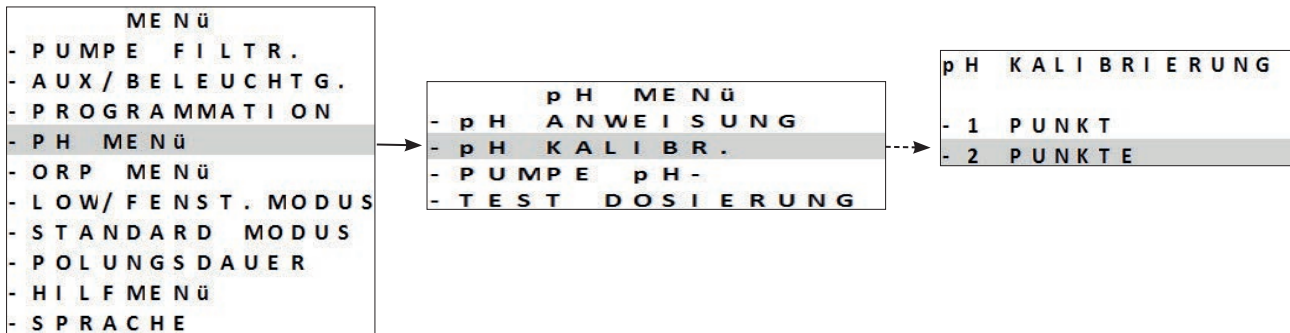 MENü
- PUMPE FILTR.
- AUX/BELEUCHTG.
- PROGRAMMATION
- PH MENü
- ORP MENü
- LOW/FENST. MODUS
- STANDARD MODUS
- POLUNGSDAUER
- HILFMENü
- SPRACHE
pH MENü
- pH ANWEISUNG
- pH KALIBR.
- PUMPE pH-
- TEST DOSIERUNG
pH KALIBRIERUNG
- 1 PUNKT
- 2 PUNKTE